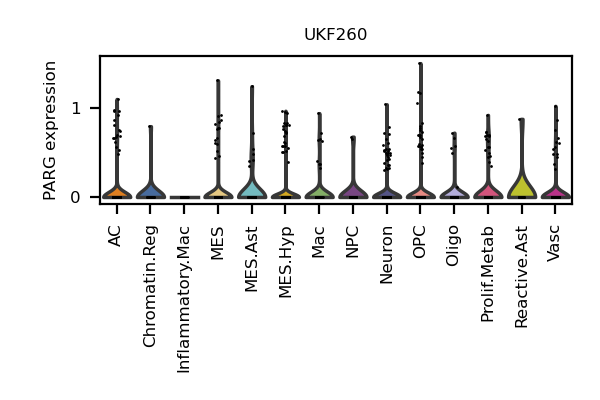 UKF260
PARG expression
1
0
AC
Chromatin.Reg
Inflammatory.Mac
MES
MES.Ast
MES.Hyp
Mac
NPC
Neuron
OPC
Oligo
Prolif.Metab
Reactive.Ast
Vasc